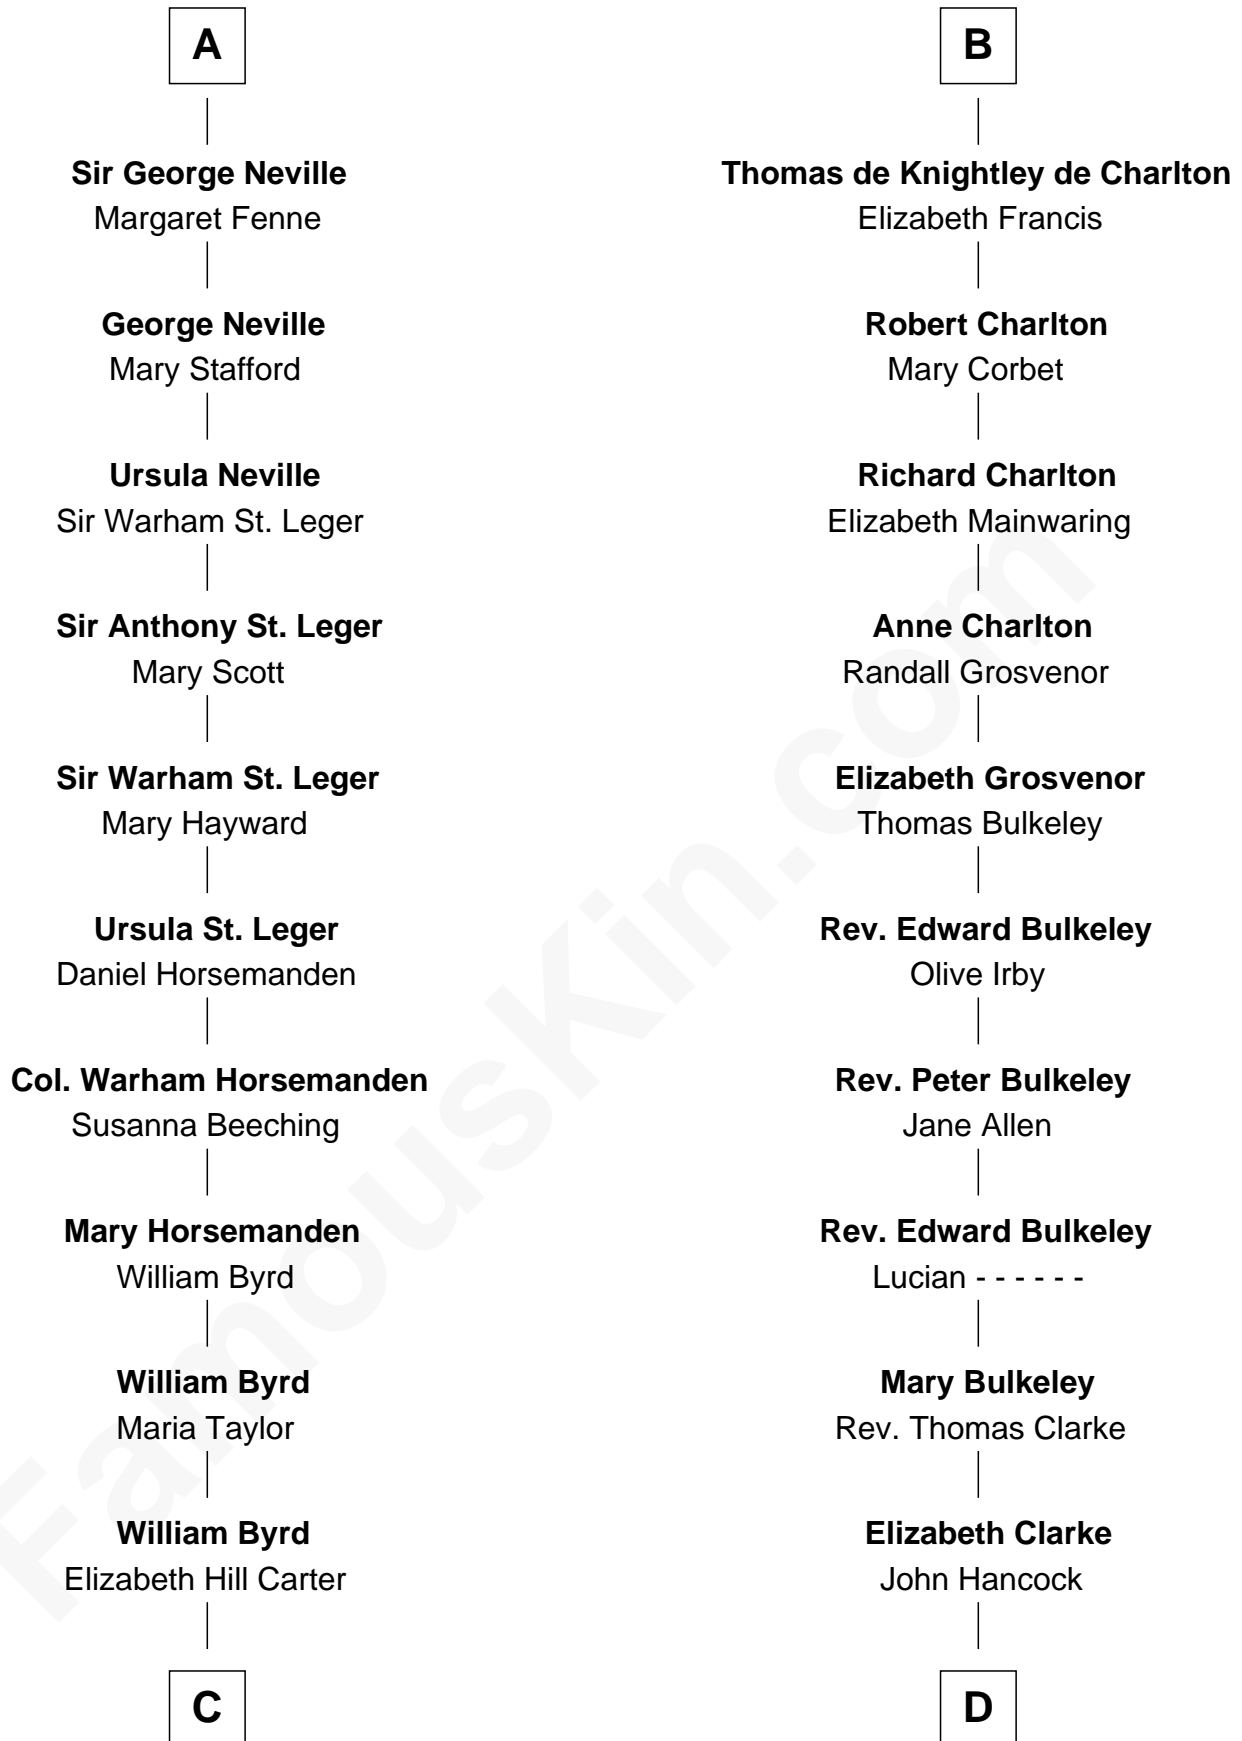 A
Sir George Neville
Margaret Fenne
George Neville
Mary Stafford
Ursula Neville
Sir Warham St. Leger
Sir Anthony St. Leger
Mary Scott
Sir Warham St. Leger
Mary Hayward
Ursula St. Leger
Daniel Horsemanden
Col. Warham Horsemanden
Susanna Beeching
Mary Horsemanden
William Byrd
William Byrd
Maria Taylor
William Byrd
Elizabeth Hill Carter
C
B
Thomas de Knightley de Charlton
Elizabeth Francis
Robert Charlton
Mary Corbet
Richard Charlton
Elizabeth Mainwaring
Anne Charlton
Randall Grosvenor
Elizabeth Grosvenor
Thomas Bulkeley
Rev. Edward Bulkeley
Olive Irby
Rev. Peter Bulkeley
Jane Allen
Rev. Edward Bulkeley
Lucian - - - - - -
Mary Bulkeley
Rev. Thomas Clarke
Elizabeth Clarke
John Hancock
D
FamousKin.com